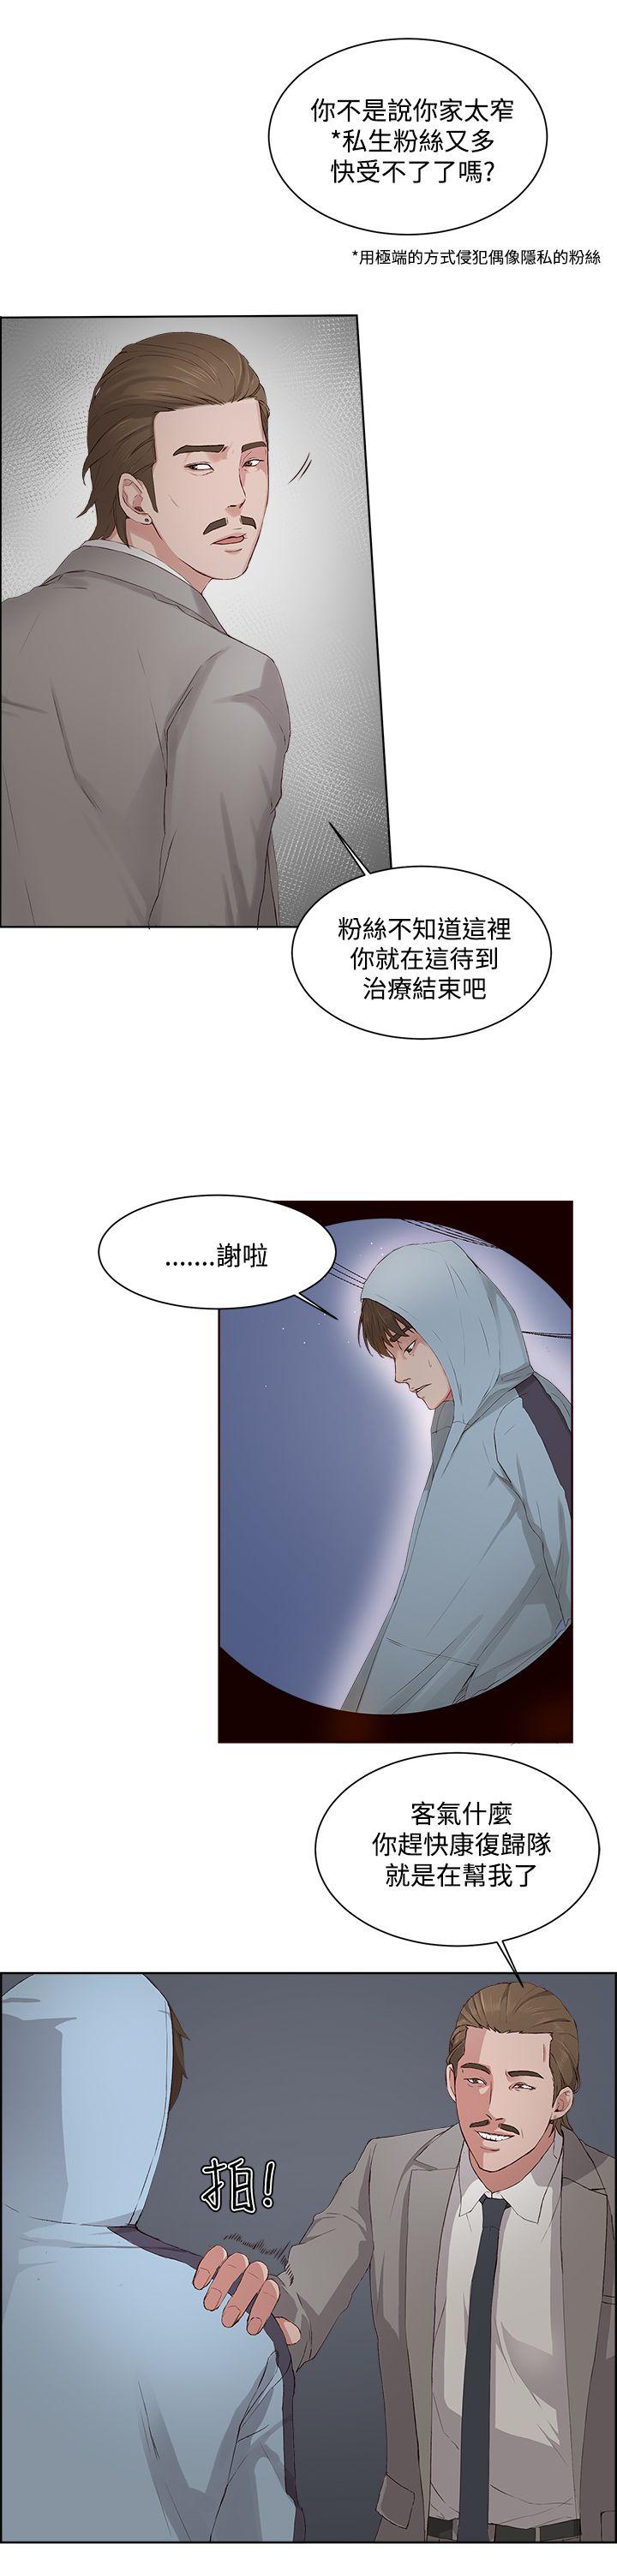 你不是說你家太窄
*私生粉絲又多
快受不了了嗎?
*用極端的方式侵犯偶像隱私的粉絲
粉絲不知道這裡
你就在這待到
治療結束吧
.......謝啦
客氣什麼
你趕快康復歸隊
就是在幫我了
拍!